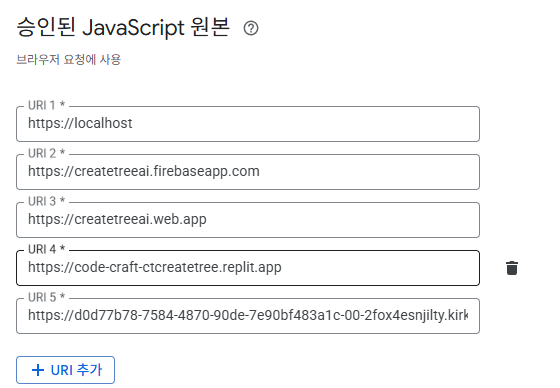 승인된 JavaScript 원본
브라우저 요청에 사용
URI 1 *
https://localhost
URI 2 *
https://createtreeai.firebaseapp.com
URI 3 *
https://createtreeai.web.app
URI 4 *
https://code-craft-ctcreatetree.replit.app
URI 5 *
https://d0d77b78-7584-4870-90de-7e90bf483a1c-00-2fox4esnjilty.kirk
+ URI 추가